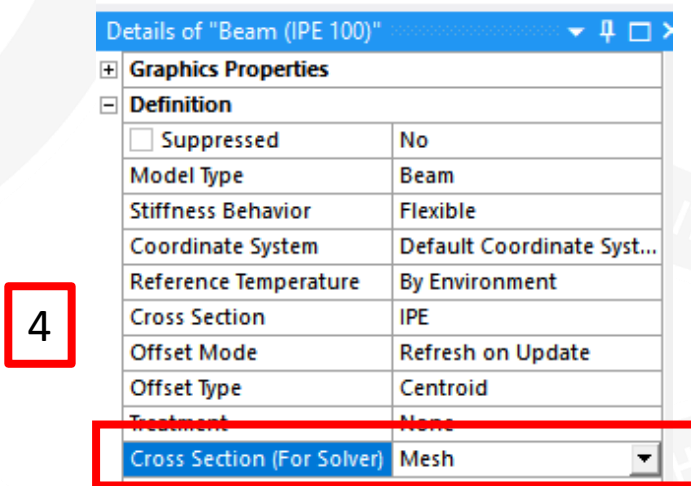 Details of "Beam (IPE 100)"
Graphics Properties
Definition
Suppressed No
Model Type Beam
Stiffness Behavior Flexible
Coordinate System Default Coordinate Syst...
Reference Temperature By Environment
4
Cross Section IPE
Offset Mode Refresh on Update
Offset Type Centroid
Treatment None
Cross Section (For Solver) Mesh